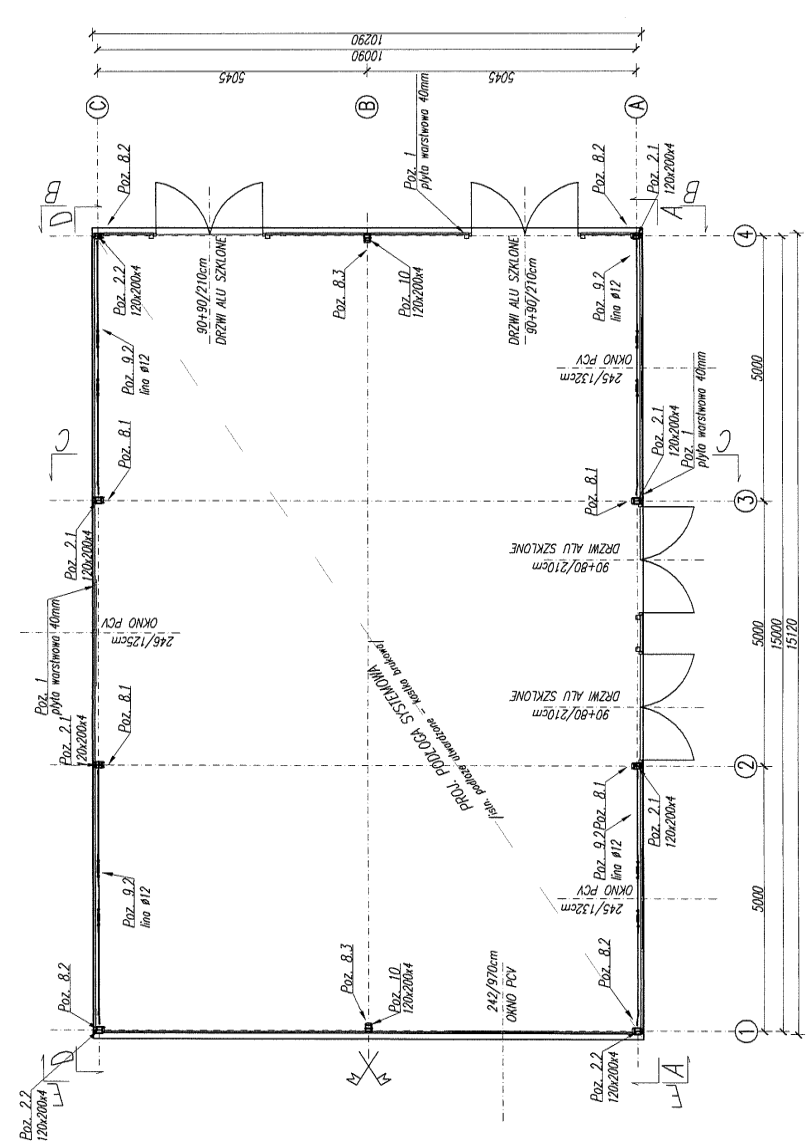 10290
10090
5045
5045
C
B
A
Poz. 8.2
Poz. 1
płyta warstwowa 40mm
Poz. 8.2
Poz. 2.1
120x200x4
B
D
A
B
4
Poz. 2.2
120x200x4
90+90/210cm
DRZWI ALU SZKLONE
Poz. 8.3
Poz. 10
120x200x4
90+90/210cm
DRZWI ALU SZKLONE
Poz. 9.2
lina ø12
Poz. 9.2
lina ø12
OKNO PCV
245/132cm
5000
C
Poz. 8.1
Poz. 2.1
120x200x4
Poz. 1
płyta warstwowa 40mm
C
Poz. 8.1
3
Poz. 2.1
120x200x4
Poz. 1
płyta warstwowa 40mm
OKNO PCV
246/125cm
DRZWI ALU SZKLONE
90+80/210cm
5000
15000
15120
PROJ. PODŁOGA SYSTEMOWA
/istn. podłoże utwardzone - kostka brukowa/
DRZWI ALU SZKLONE
90+80/210cm
Poz. 2.1
120x200x4
Poz. 8.1
Poz. 8.1
2
Poz. 9.2
lina ø12
Poz. 2.1
120x200x4
Poz. 9.2
lina ø12
OKNO PCV
245/132cm
5000
Poz. 8.2
Poz. 8.3
Poz. 10
120x200x4
242/970cm
OKNO PCV
Poz. 8.2
1
D
E
Poz. 2.2
120x200x4
M
M
Poz. 2.2
120x200x4
A
E